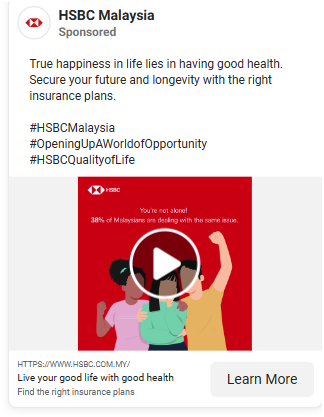 HSBC Malaysia
Sponsored
True happiness in life lies in having good health.
Secure your future and longevity with the right
insurance plans.
#HSBCMalaysia
#OpeningUpAWorldofOpportunity
#HSBCQualityofLife
HSBC
You're not alone!
38% of Malaysians are dealing with the same issue.
HTTPS://WWW.HSBC.COM.MY/
Live your good life with good health
Find the right insurance plans
Learn More